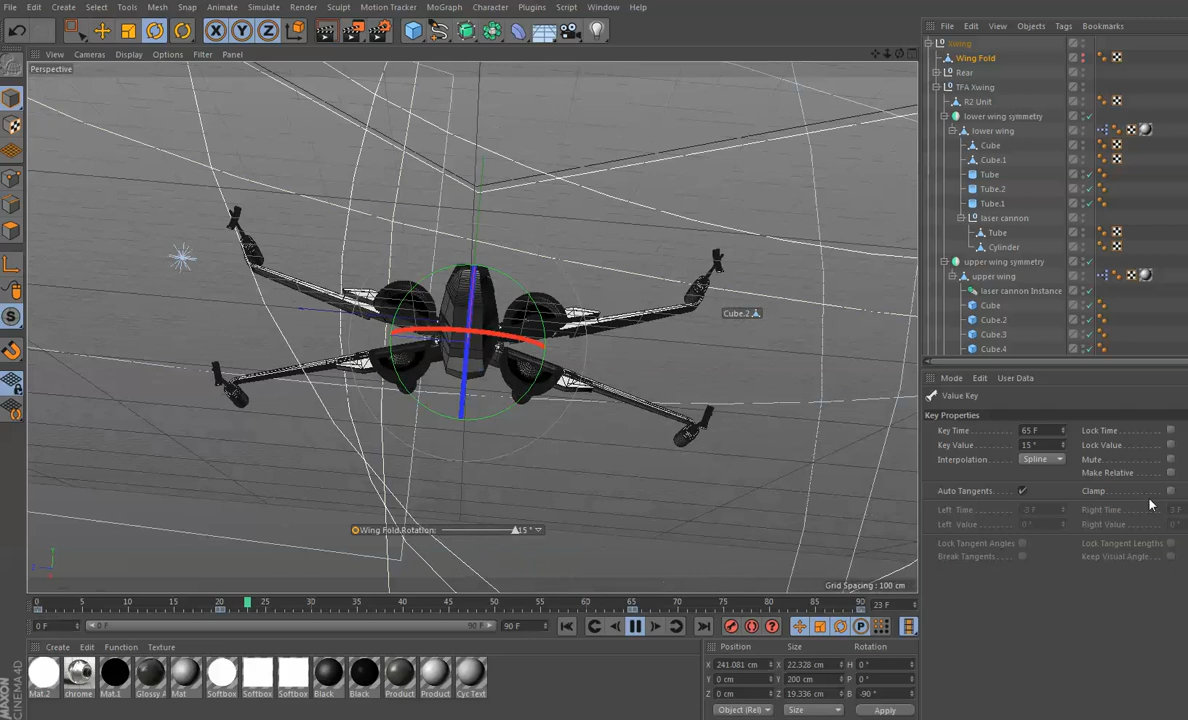 File Edit Create Select Tools Mesh Snap Animate Simulate Render Sculpt Motion Tracker MoGraph Character Plugins Script Window Help
File Edit View Objects Tags Bookmarks
Xwing
View Cameras Display Options Filter Panel
Perspective
Wing Fold
Rear
TFA Xwing
R2 Unit
lower wing symmetry
lower wing
Cube
Cube.1
Tube
Tube.2
Tube.1
laser cannon
Tube
Cylinder
upper wing symmetry
upper wing
laser cannon Instance
Cube
Cube.2
Cube.3
Cube.4
Cube.2
Mode Edit User Data
Value Key
Key Properties
Key Time 65 F Lock Time
Key Value 15 ° Lock Value
Interpolation Spline Mute
Make Relative
Auto Tangents Clamp
Left Time -3 F Right Time 3 F
Left Value 0 ° Right Value 0 °
Lock Tangent Angles Lock Tangent Lengths
Break Tangents Keep Visual Angle
Wing Fold Rotation: 15 °
Grid Spacing : 100 cm
0 5 10 15 20 25 30 35 40 45 50 55 60 65 70 75 80 85 90 23 F
0 F 0 F 90 F 90 F
Create Edit Function Texture
Position Size Rotation
X 241.081 cm X 22.328 cm H 0 °
Y 0 cm Y 200 cm P 0 °
Z 0 cm Z 19.336 cm B -90 °
Object (Rel) Size Apply
Mat.2 chrome Mat.1 Glossy A Mat Softbox Softbox Softbox Black Black Product Product Cyc Text
MAXON
CINEMA 4D